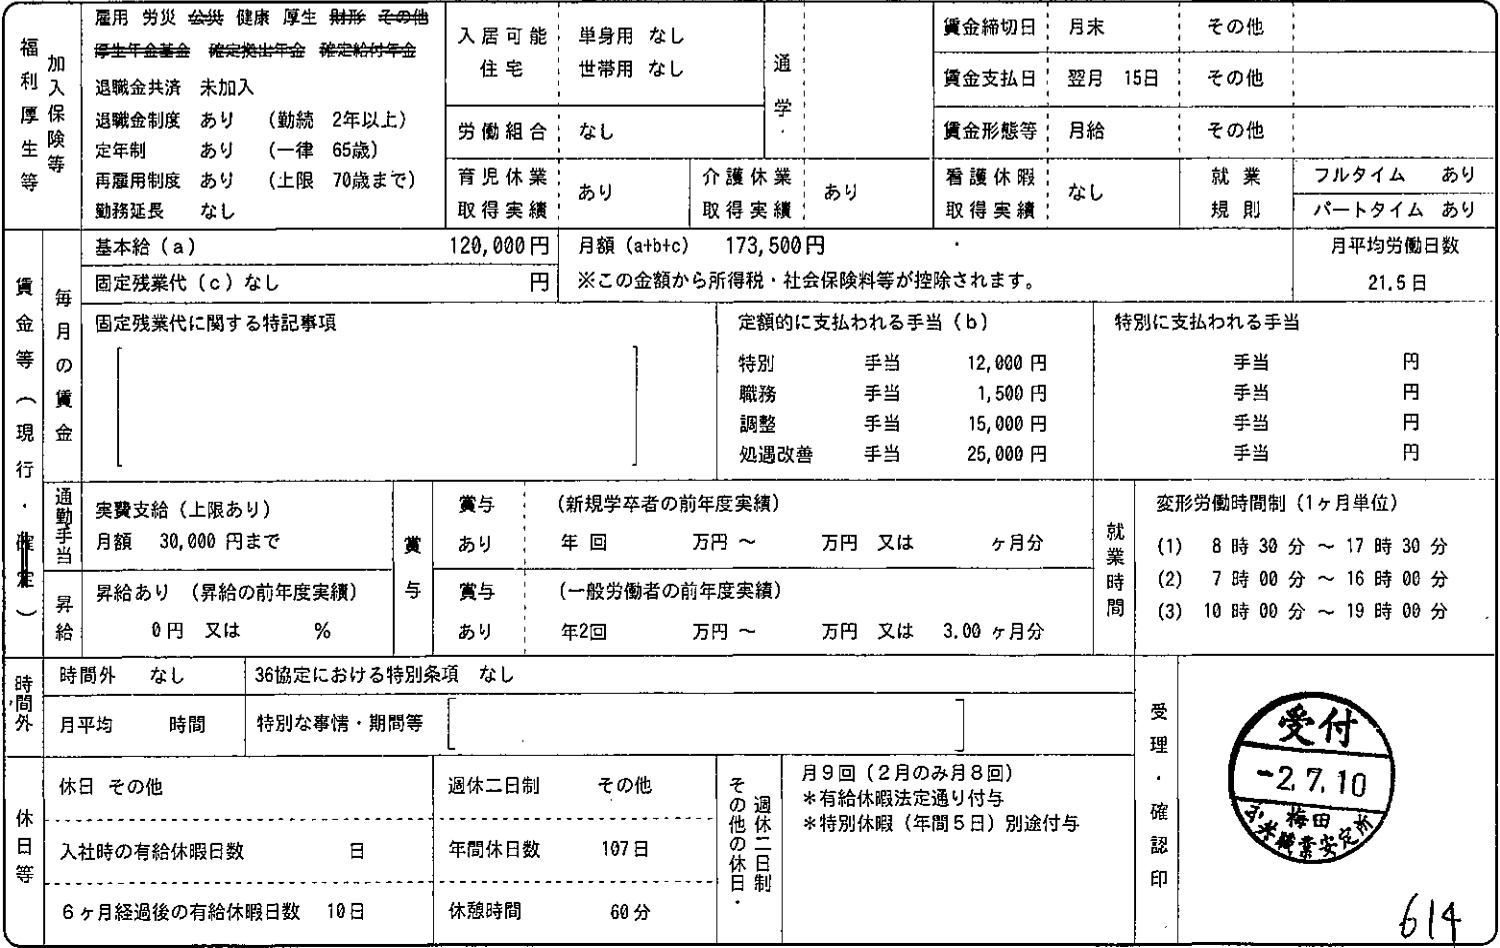 福利厚生等
加入保険等
雇用 労災 公災 健康 厚生 財形 その他
厚生年金基金 確定拠出年金 確定給付年金
退職金共済 未加入
退職金制度 あり (勤続 2年以上)
定年制 あり (一律 65歳)
再雇用制度 あり (上限 70歳まで)
勤務延長 なし
入居可能住宅
単身用 なし
世帯用 なし
労働組合 なし
育児休業取得実績 あり
通学
介護休業取得実績 あり
賃金締切日 月末 その他
賃金支払日 翌月 15日 その他
賃金形態等 月給 その他
看護休暇取得実績 なし
就業規則
フルタイム あり
パートタイム あり
賃金等(現行・確定)
毎月の賃金
基本給(a) 120,000円
固定残業代(c) なし 円
月額(a+b+c) 173,500円
※この金額から所得税・社会保険料等が控除されます。
月平均労働日数
21.5日
固定残業代に関する特記事項
定額的に支払われる手当(b)
特別 手当 12,000円
職務 手当 1,500円
調整 手当 15,000円
処遇改善 手当 25,000円
特別に支払われる手当
手当 円
手当 円
手当 円
手当 円
通勤手当
実費支給(上限あり)
月額 30,000円まで
昇給
昇給あり (昇給の前年度実績)
0円 又は %
賞与
賞与 (新規学卒者の前年度実績)
あり 年 回 万円 ～ 万円 又は ヶ月分
賞与 (一般労働者の前年度実績)
あり 年2回 万円 ～ 万円 又は 3.00ヶ月分
就業時間
変形労働時間制(1ヶ月単位)
(1) 8時30分 ～ 17時30分
(2) 7時00分 ～ 16時00分
(3) 10時00分 ～ 19時00分
時間外
時間外 なし
36協定における特別条項 なし
月平均 時間
特別な事情・期間等
休日等
休日 その他
入社時の有給休暇日数 日
6ヶ月経過後の有給休暇日数 10日
週休二日制 その他
年間休日数 107日
休憩時間 60分
週休二日制
その他の休日・
月9回(2月のみ月8回)
*有給休暇法定通り付与
*特別休暇(年間5日)別途付与
受理・確認印
受付
-2.7.10
梅田
公共職業安定所
614